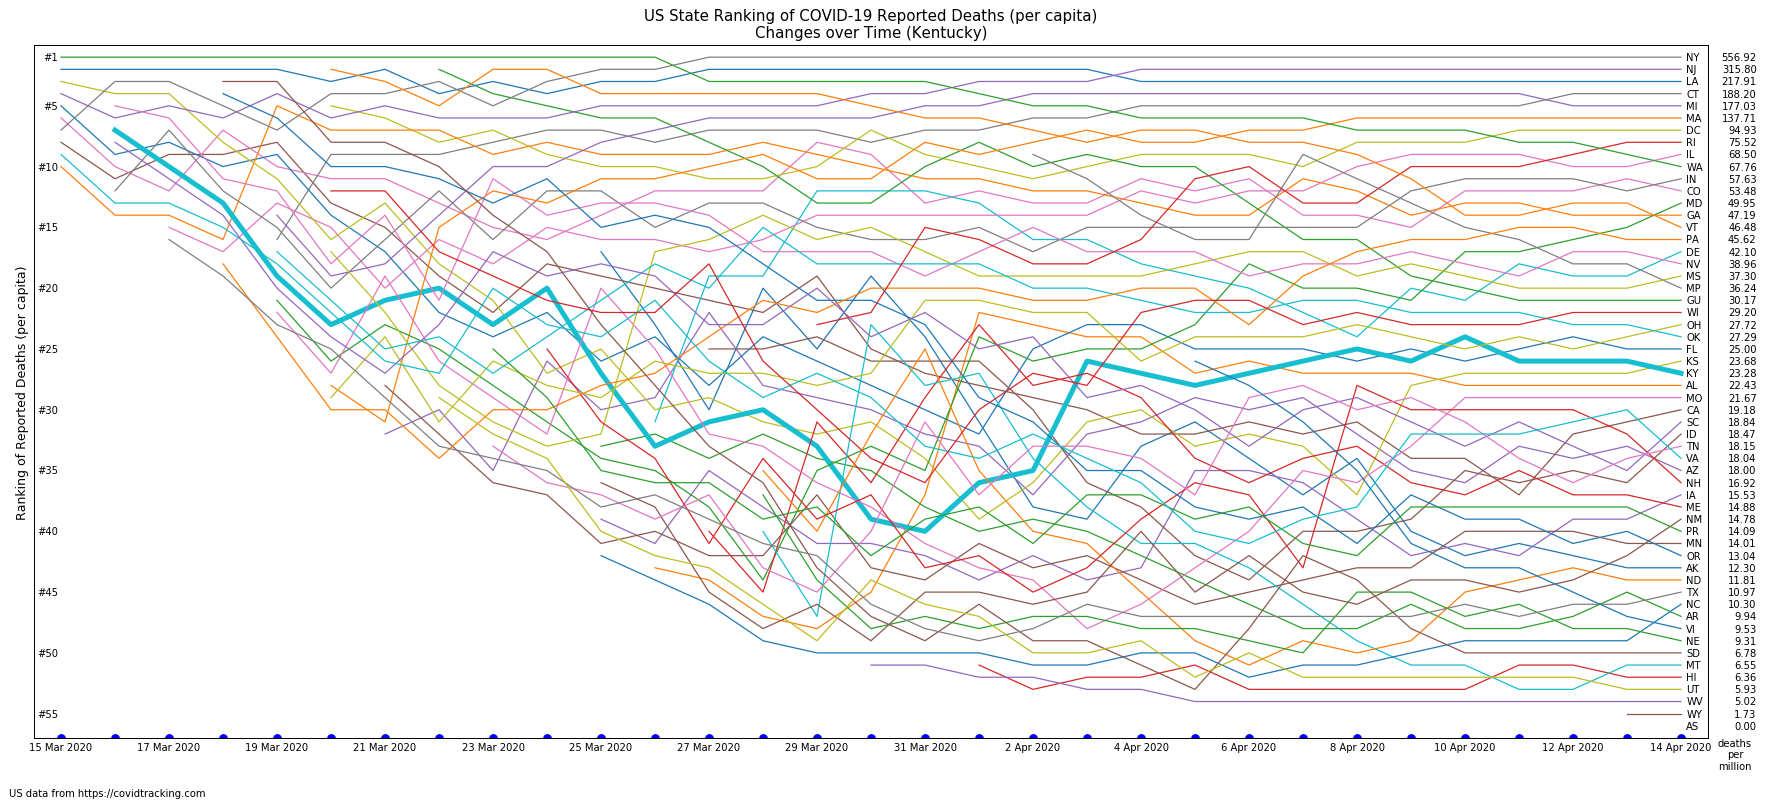 US State Ranking of COVID-19 Reported Deaths (per capita)
Changes over Time (Kentucky)
Ranking of Reported Deaths (per capita)
#1
#5
#10
#15
#20
#25
#30
#35
#40
#45
#50
#55
NY 556.92
NJ 315.80
LA 217.91
CT 188.20
MI 177.03
MA 137.71
DC 94.93
RI 75.52
IL 68.50
WA 67.76
IN 57.63
CO 53.48
MD 49.95
GA 47.19
VT 46.48
PA 45.62
DE 42.10
NV 38.96
MS 37.30
MP 36.24
GU 30.17
WI 29.20
OH 27.72
OK 27.29
FL 25.00
KS 23.68
KY 23.28
AL 22.43
MO 21.67
CA 19.18
SC 18.84
ID 18.47
TN 18.15
VA 18.04
AZ 18.00
NH 16.92
IA 15.53
ME 14.88
NM 14.78
PR 14.09
MN 14.01
OR 13.04
AK 12.30
ND 11.81
TX 10.97
NC 10.30
AR 9.94
VI 9.53
NE 9.31
SD 6.78
MT 6.55
HI 6.36
UT 5.93
WV 5.02
WY 1.73
AS 0.00
15 Mar 2020 17 Mar 2020 19 Mar 2020 21 Mar 2020 23 Mar 2020 25 Mar 2020 27 Mar 2020 29 Mar 2020 31 Mar 2020 2 Apr 2020 4 Apr 2020 6 Apr 2020 8 Apr 2020 10 Apr 2020 12 Apr 2020 14 Apr 2020
deaths
per
million
US data from https://covidtracking.com